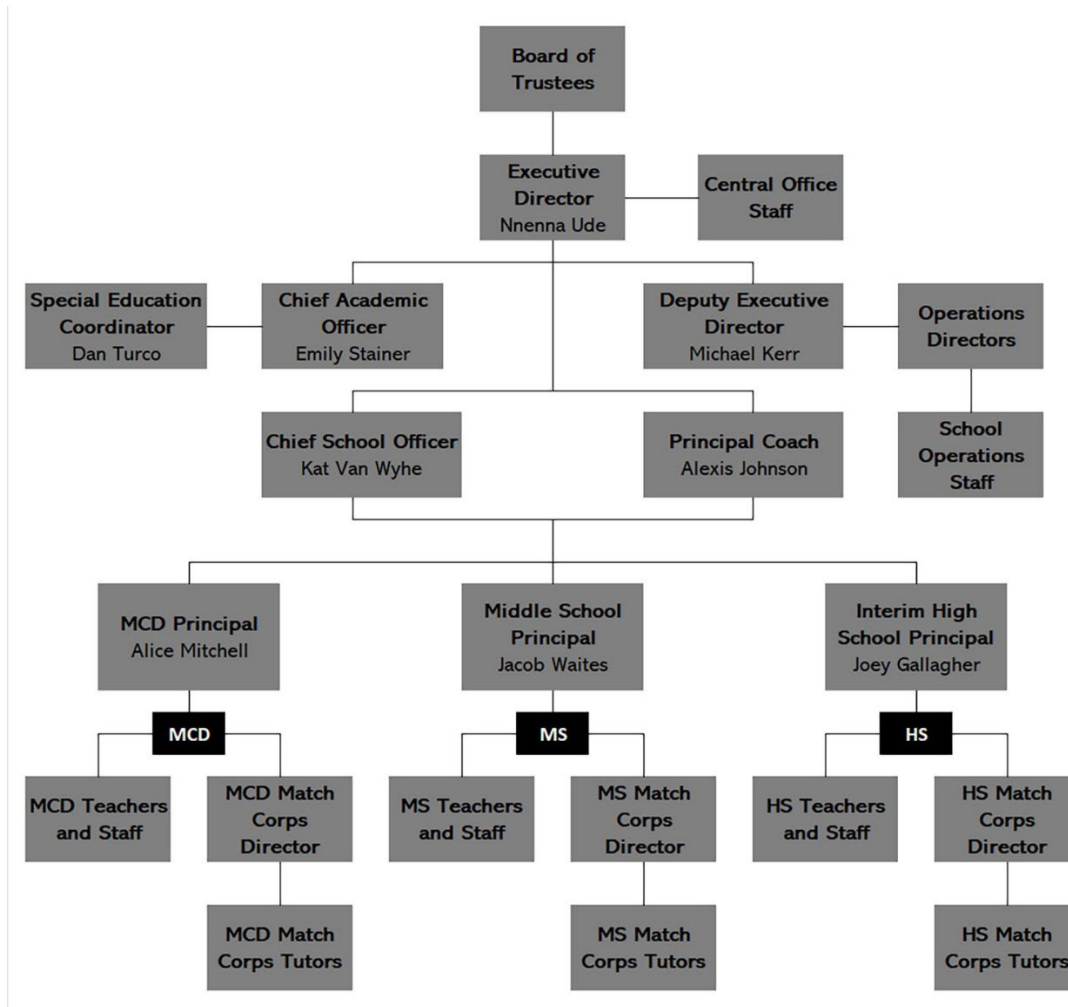 Board of
Trustees
Executive
Director
Nnenna Ude
Central Office
Staff
Special Education
Coordinator
Dan Turco
Chief Academic
Officer
Emily Stainer
Deputy Executive
Director
Michael Kerr
Operations
Directors
Chief School Officer
Kat Van Wyhe
Principal Coach
Alexis Johnson
School
Operations
Staff
MCD Principal
Alice Mitchell
Middle School
Principal
Jacob Waites
Interim High
School Principal
Joey Gallagher
MCD
MS
HS
MCD Teachers
and Staff
MCD Match
Corps
Director
MS Teachers
and Staff
MS Match
Corps
Director
HS Teachers
and Staff
HS Match
Corps
Director
MCD Match
Corps Tutors
MS Match
Corps Tutors
HS Match
Corps Tutors